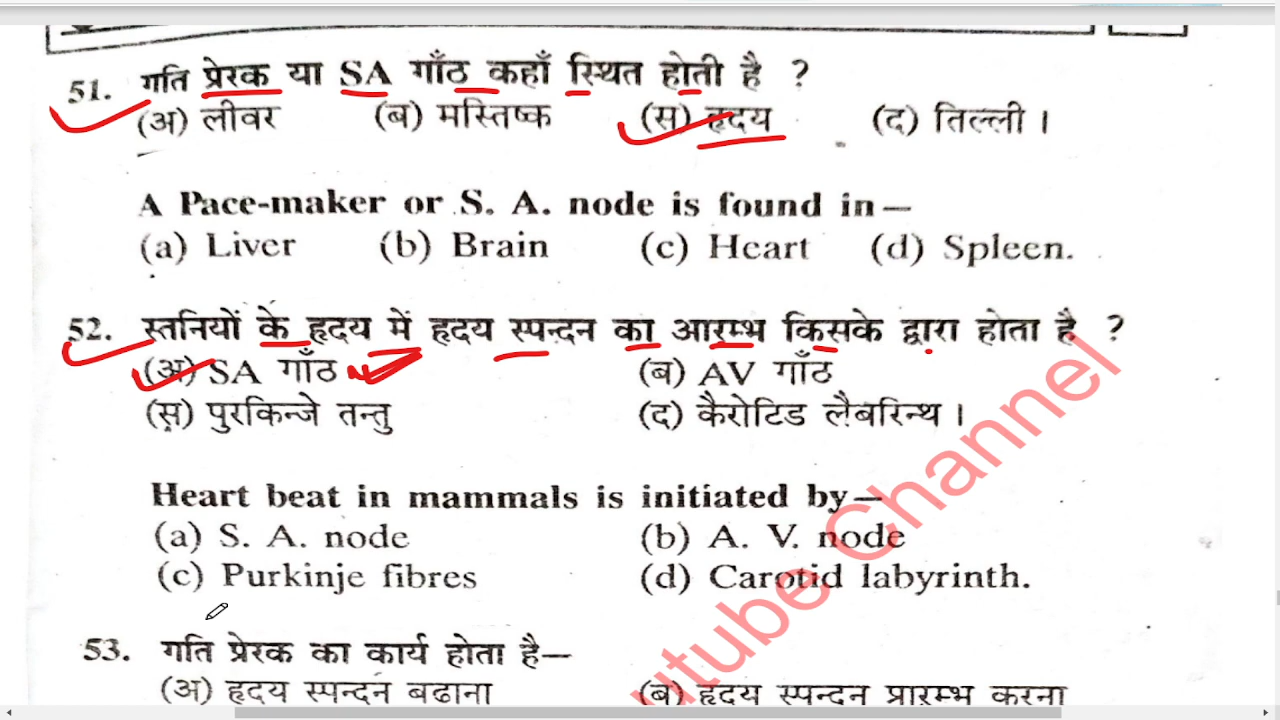 51. गति प्रेरक या SA गाँठ कहाँ स्थित होती है ?
(अ) लीवर (ब) मस्तिष्क (स) हृदय (द) तिल्ली ।
A Pace-maker or S. A. node is found in—
(a) Liver (b) Brain (c) Heart (d) Spleen.
52. स्तनियों के हृदय में हृदय स्पन्दन का आरम्भ किसके द्वारा होता है ?
(अ) SA गाँठ (ब) AV गाँठ
(स) पुरकिन्जे तन्तु (द) कैरोटिड लैबरिन्थ ।
Heart beat in mammals is initiated by—
(a) S. A. node (b) A. V. node
(c) Purkinje fibres (d) Carotid labyrinth.
53. गति प्रेरक का कार्य होता है—
(अ) हृदय स्पन्दन बढाना (ब) हृदय स्पन्दन प्रारम्भ करना
utube Channel